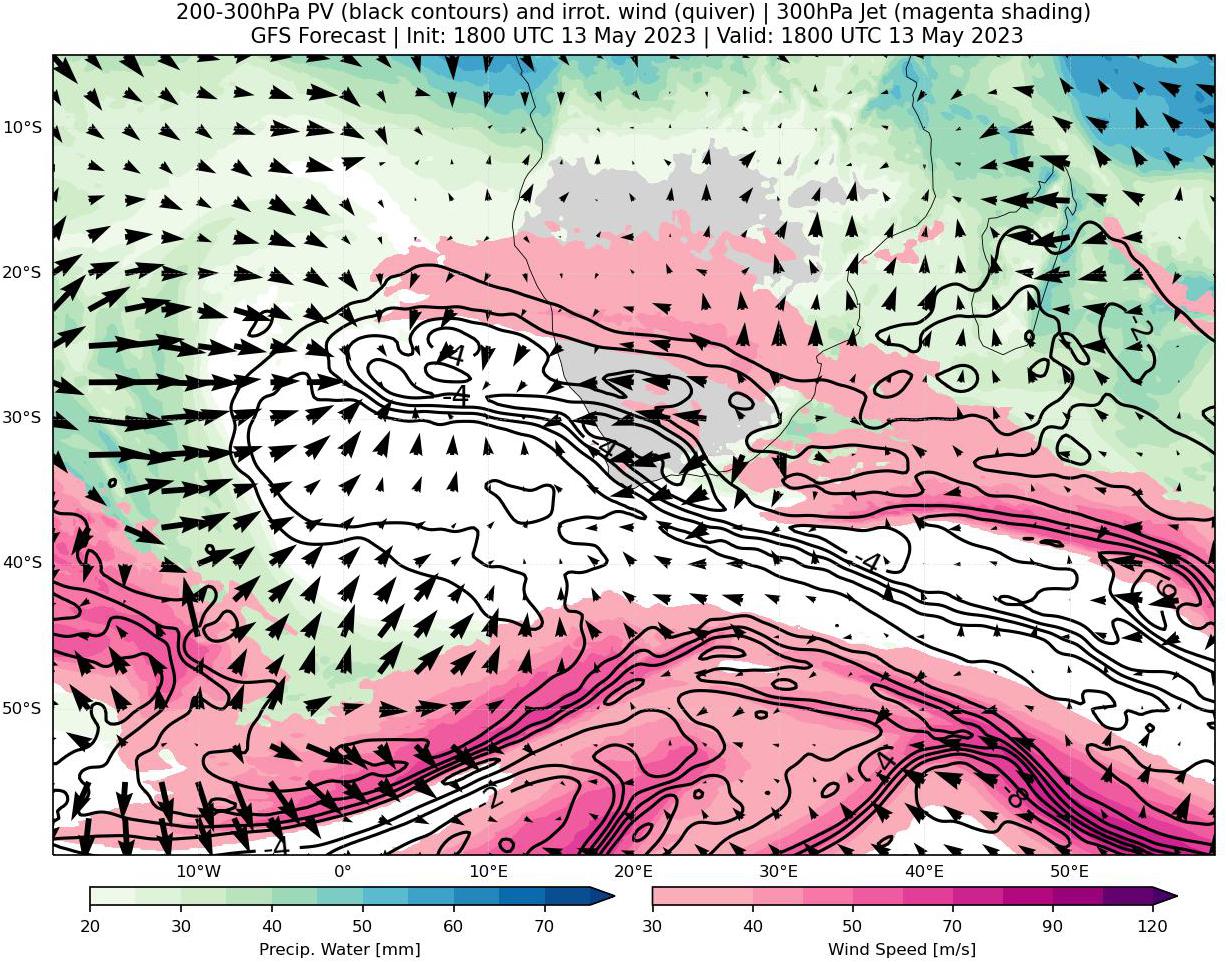 200-300hPa PV (black contours) and irrot. wind (quiver) | 300hPa Jet (magenta shading)
GFS Forecast | Init: 1800 UTC 13 May 2023 | Valid: 1800 UTC 13 May 2023
10°S
20°S
-2
-4
-4
30°S
-4
40°S
-4
-6
50°S
-4
-2
-8
-4
10°W 0° 10°E 20°E 30°E 40°E 50°E
20 30 40 50 60 70
30 40 50 70 90 120
Precip. Water [mm]
Wind Speed [m/s]